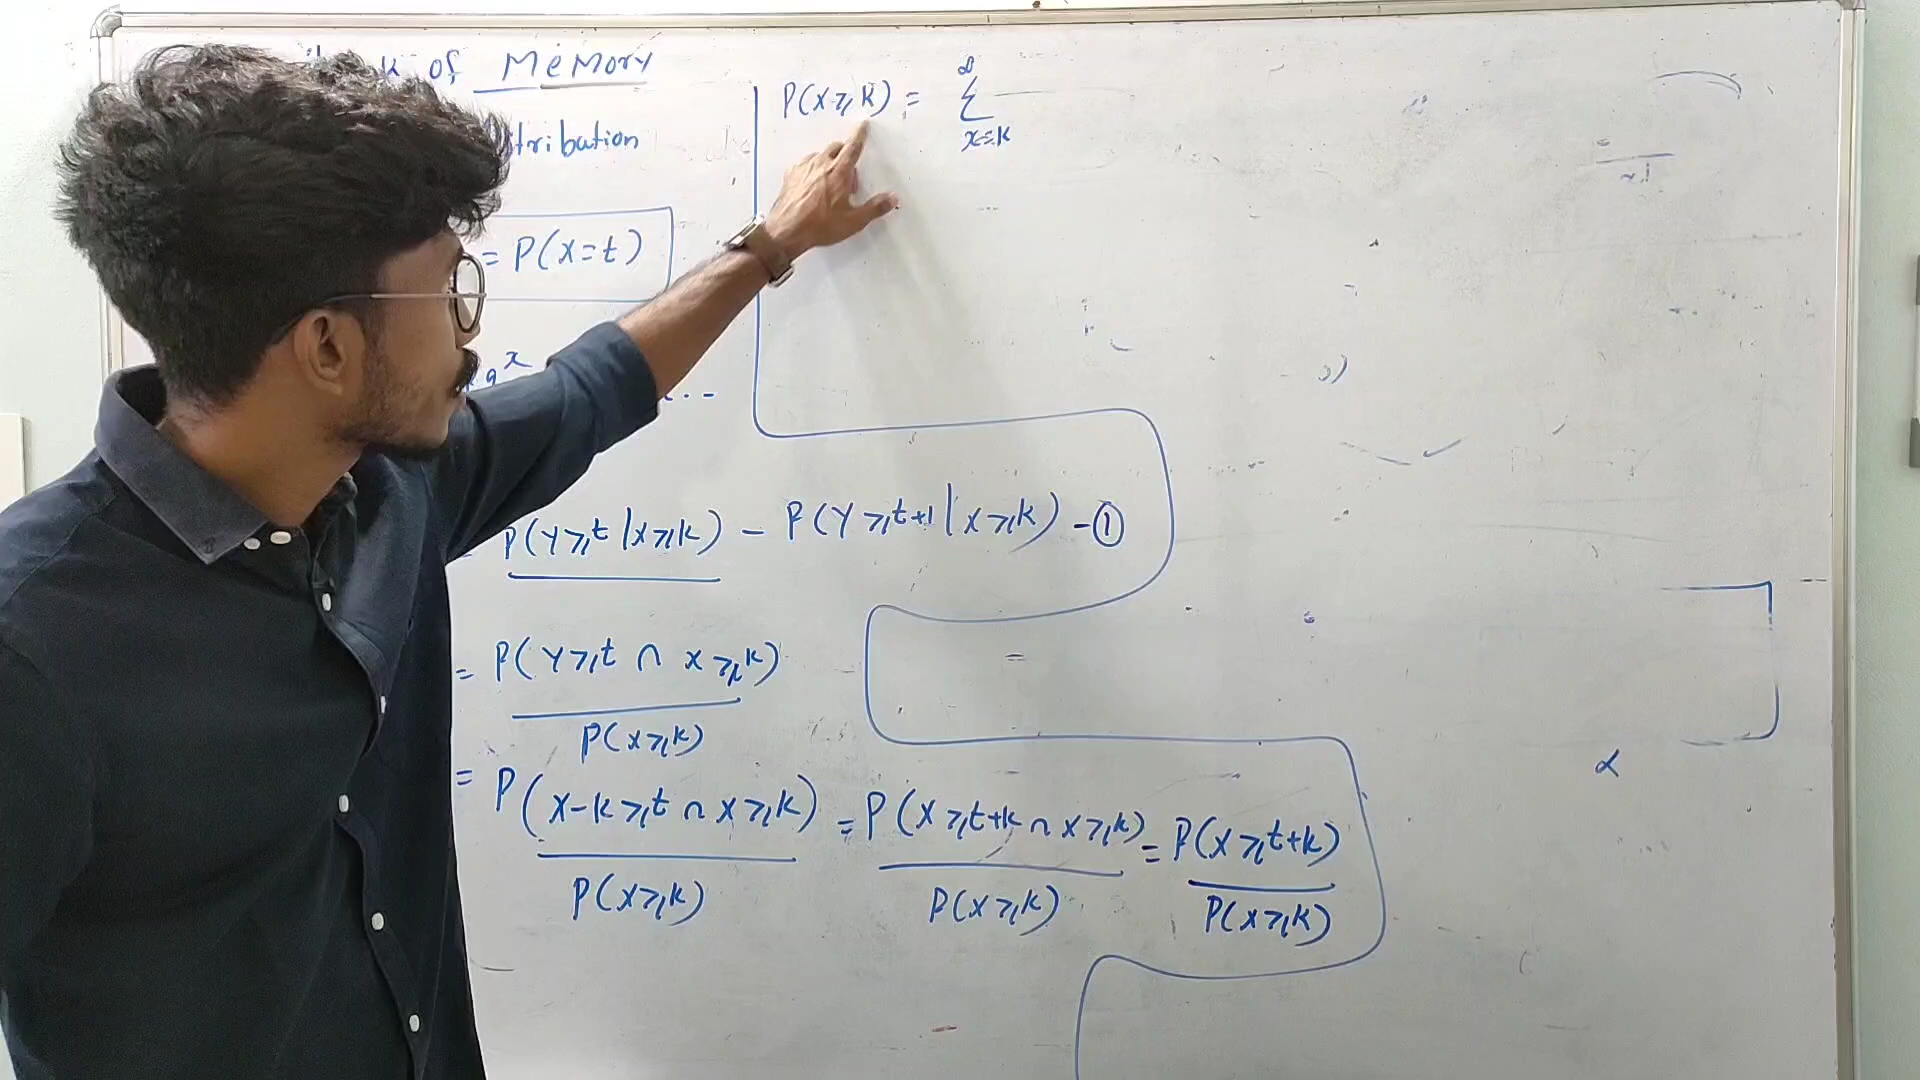 of Memory
tribution
= P(x=t)
q^x
...
P(x⩾k) = ∞ Σ x=k
= P(Y⩾t | x⩾k) - P(Y⩾t+1 | x⩾k) - ①
= P(Y⩾t ∩ x⩾k)
P(x⩾k)
= P(x-k⩾t ∩ x⩾k) = P(x⩾t+k ∩ x⩾k) = P(x⩾t+k)
P(x⩾k) P(x⩾k) P(x⩾k)
α